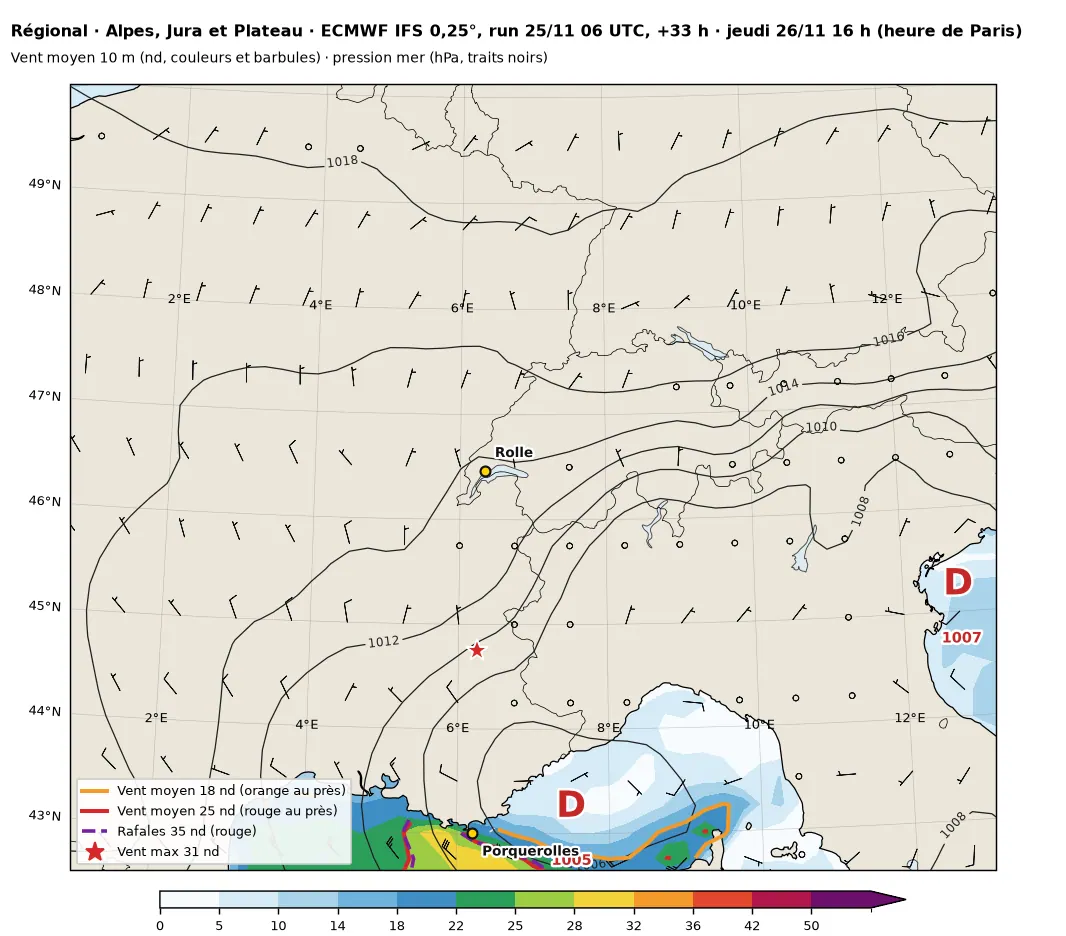 Régional · Alpes, Jura et Plateau · ECMWF IFS 0,25°, run 25/11 06 UTC, +33 h · jeudi 26/11 16 h (heure de Paris)
Vent moyen 10 m (nd, couleurs et barbules) · pression mer (hPa, traits noirs)
1018
49°N
48°N
2°E
4°E
6°E
8°E
10°E
12°E
1016
47°N
1014
1010
Rolle
46°N
1008
D
45°N
1007
1012
44°N
2°E
4°E
6°E
8°E
10°E
12°E
Vent moyen 18 nd (orange au près)
Vent moyen 25 nd (rouge au près)
Rafales 35 nd (rouge)
Vent max 31 nd
D
43°N
1008
Porquerolles
1005
0 5 10 14 18 22 25 28 32 36 42 50